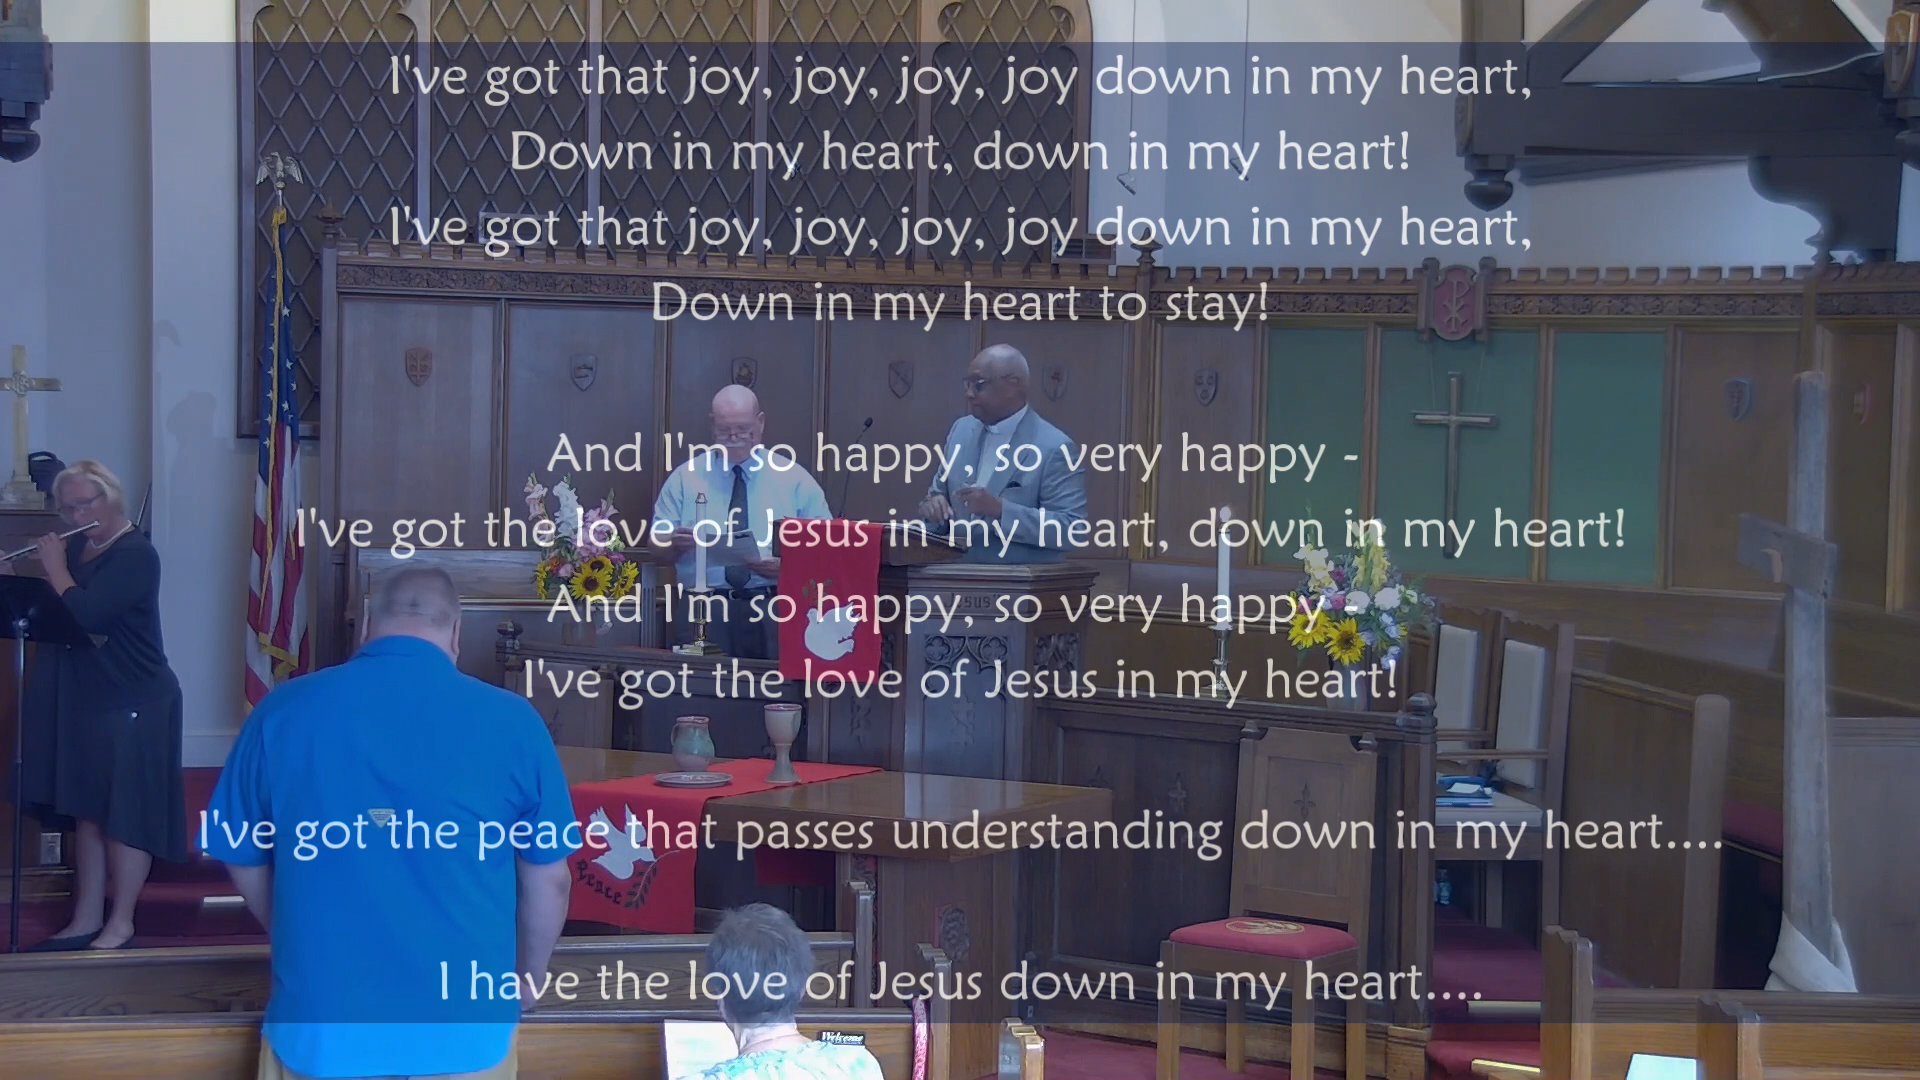 I've got that joy, joy, joy, joy down in my heart,
Down in my heart, down in my heart!
I've got that joy, joy, joy, joy down in my heart,
Down in my heart to stay!
And I'm so happy, so very happy -
I've got the love of Jesus in my heart, down in my heart!
And I'm so happy, so very happy -
I've got the love of Jesus in my heart!
I've got the peace that passes understanding down in my heart....
I have the love of Jesus down in my heart....
Peace
Welcome